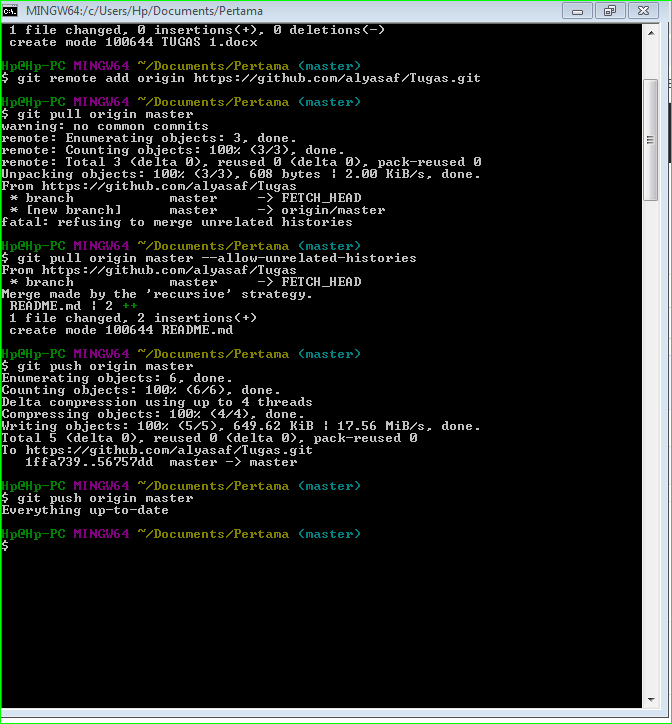 MINGW64:/c/Users/Hp/Documents/Pertama
1 file changed, 0 insertions(+), 0 deletions(-)
create mode 100644 TUGAS 1.docx
Hp@Hp-PC MINGW64 ~/Documents/Pertama (master)
$ git remote add origin https://github.com/alyasaf/Tugas.git
Hp@Hp-PC MINGW64 ~/Documents/Pertama (master)
$ git pull origin master
warning: no common commits
remote: Enumerating objects: 3, done.
remote: Counting objects: 100% (3/3), done.
remote: Total 3 (delta 0), reused 0 (delta 0), pack-reused 0
Unpacking objects: 100% (3/3), 608 bytes | 2.00 KiB/s, done.
From https://github.com/alyasaf/Tugas
* branch            master     -> FETCH_HEAD
* [new branch]      master     -> origin/master
fatal: refusing to merge unrelated histories
Hp@Hp-PC MINGW64 ~/Documents/Pertama (master)
$ git pull origin master --allow-unrelated-histories
From https://github.com/alyasaf/Tugas
* branch            master     -> FETCH_HEAD
Merge made by the 'recursive' strategy.
README.md | 2 ++
1 file changed, 2 insertions(+)
create mode 100644 README.md
Hp@Hp-PC MINGW64 ~/Documents/Pertama (master)
$ git push origin master
Enumerating objects: 6, done.
Counting objects: 100% (6/6), done.
Delta compression using up to 4 threads
Compressing objects: 100% (4/4), done.
Writing objects: 100% (5/5), 649.62 KiB | 17.56 MiB/s, done.
Total 5 (delta 0), reused 0 (delta 0), pack-reused 0
To https://github.com/alyasaf/Tugas.git
1ffa739..56757dd  master -> master
Hp@Hp-PC MINGW64 ~/Documents/Pertama (master)
$ git push origin master
Everything up-to-date
Hp@Hp-PC MINGW64 ~/Documents/Pertama (master)
$